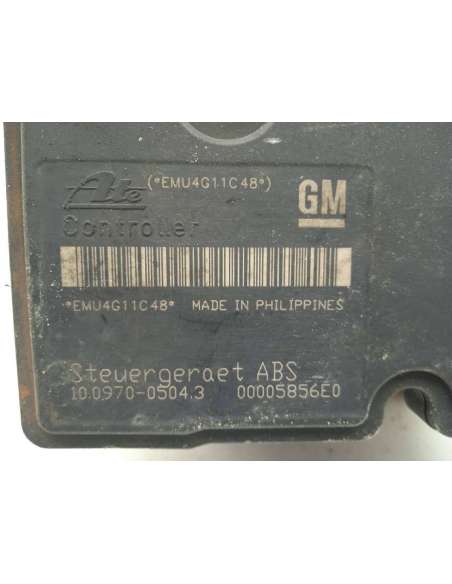 Ate (*EMU4G11C48*) GM
Controller
*EMU4G11C48* MADE IN PHILIPPINES
Steuergeraet ABS
10.0970-0504.3 00005856E0